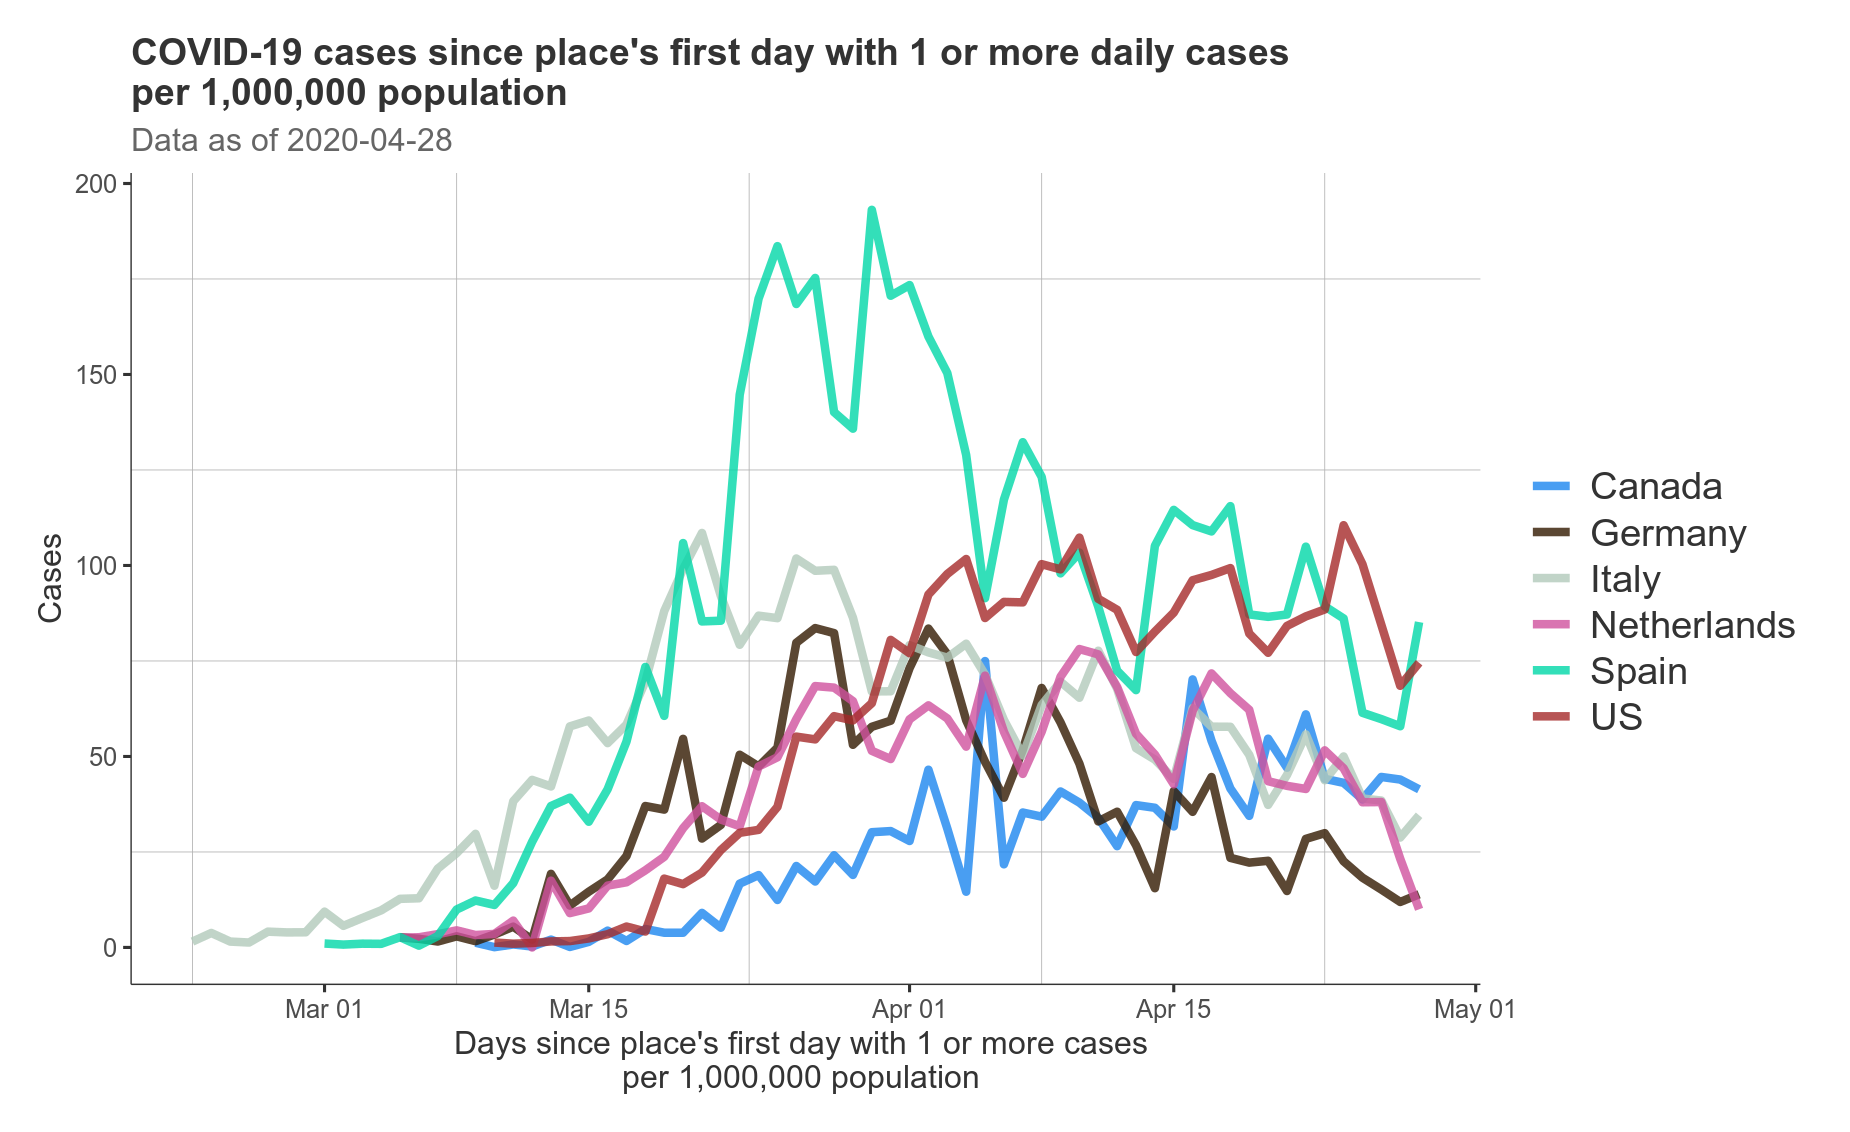 COVID-19 cases since place's first day with 1 or more daily cases
per 1,000,000 population
Data as of 2020-04-28
200
150
100
50
0
Cases
Mar 01
Mar 15
Apr 01
Apr 15
May 01
Days since place's first day with 1 or more cases
per 1,000,000 population
Canada
Germany
Italy
Netherlands
Spain
US